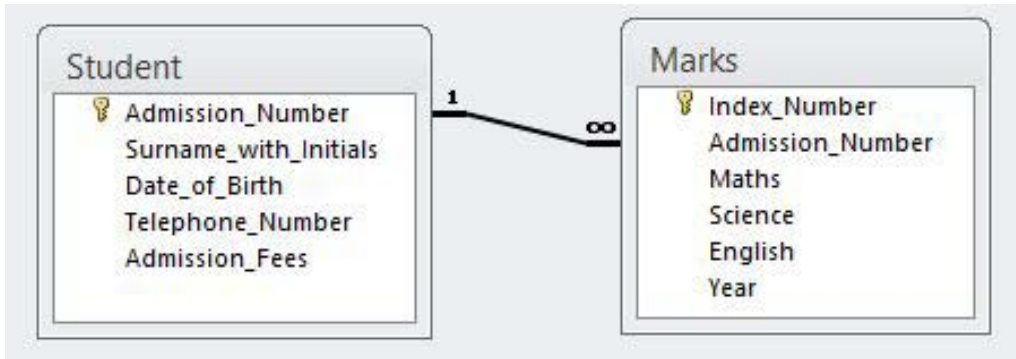 Student
Admission_Number
Surname_with_Initials
Date_of_Birth
Telephone_Number
Admission_Fees
1
∞
Marks
Index_Number
Admission_Number
Maths
Science
English
Year